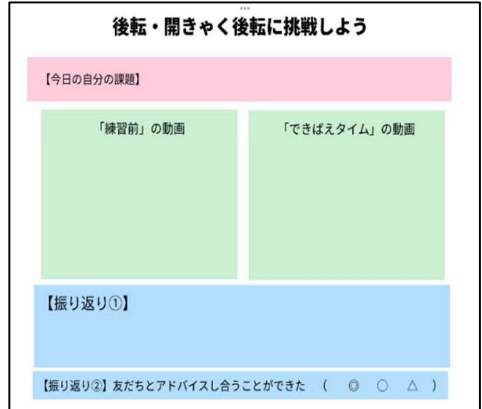 後転・開きゃく後転に挑戦しよう
【今日の自分の課題】
「練習前」の動画
「できばえタイム」の動画
【振り返り①】
【振り返り②】友だちとアドバイスし合うことができた ( ◎ ○ △ )